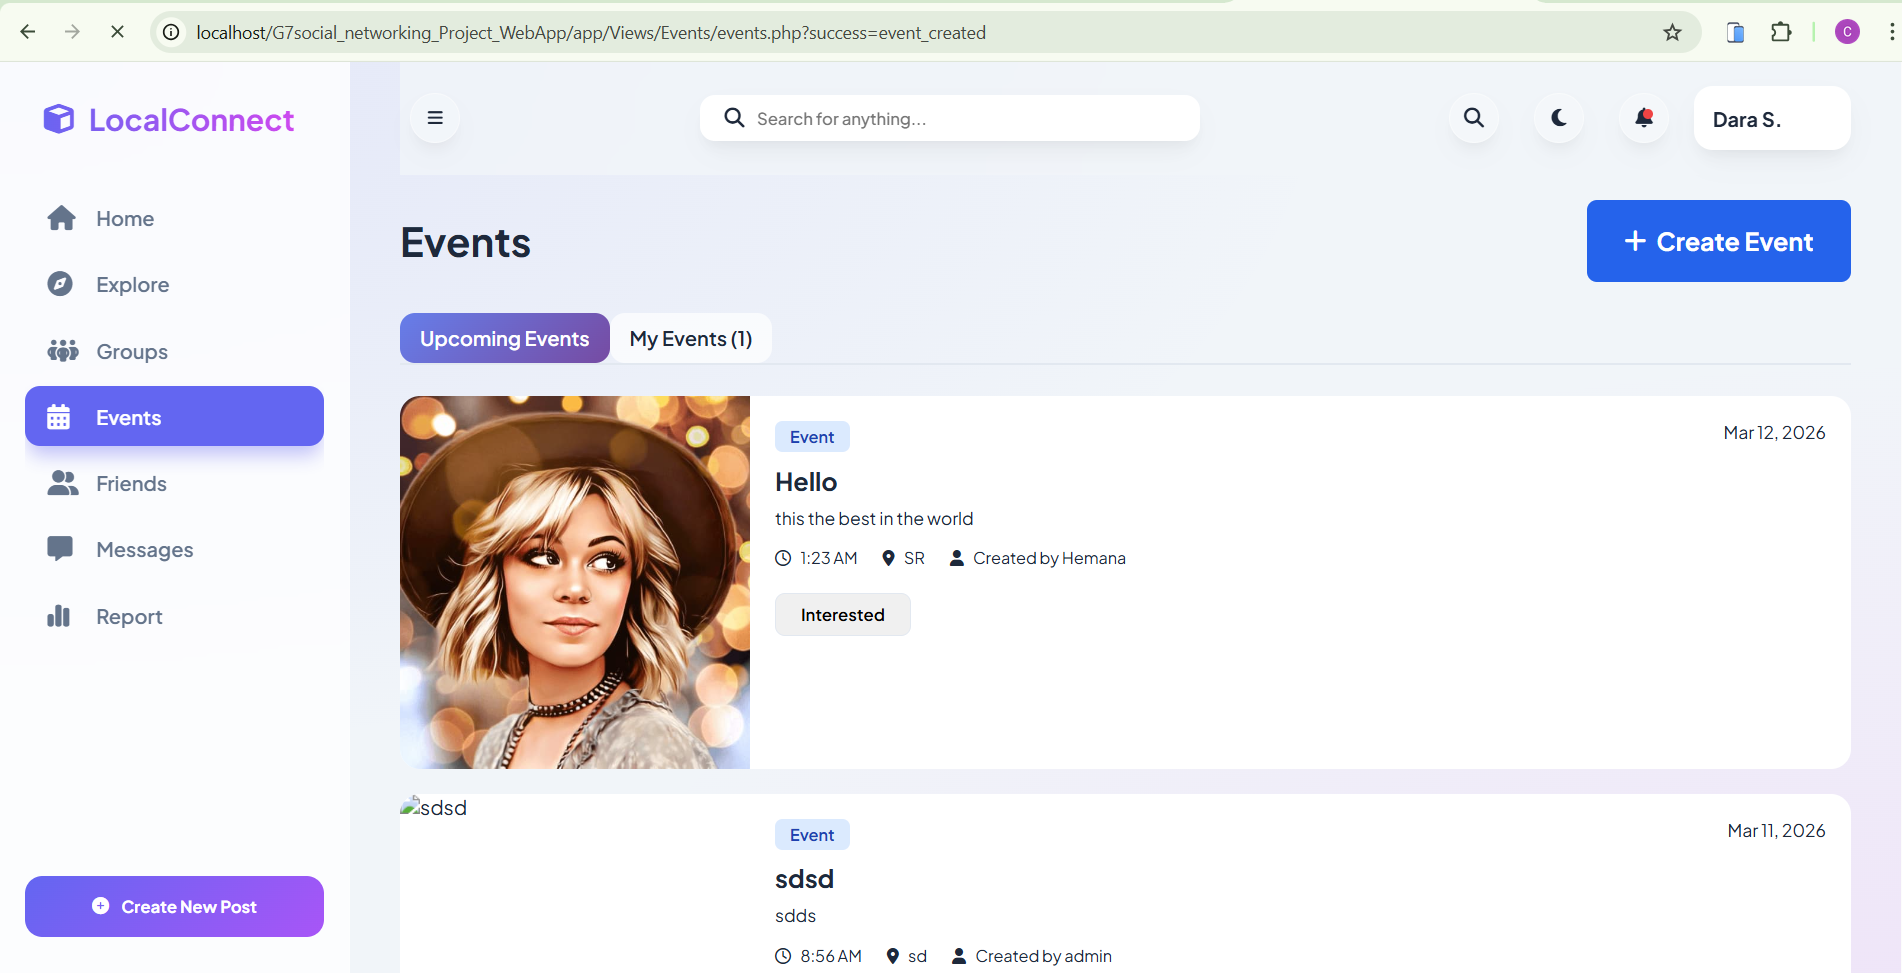 localhost/G7social_networking_Project_WebApp/app/Views/Events/events.php?success=event_created
C
LocalConnect
Search for anything...
Dara S.
Home
Explore
Groups
Events
Friends
Messages
Report
Create New Post
Events
+ Create Event
Upcoming Events
My Events (1)
Event
Mar 12, 2026
Hello
this the best in the world
1:23 AM SR Created by Hemana
Interested
sdsd
Event
Mar 11, 2026
sdsd
sdds
8:56 AM sd Created by admin